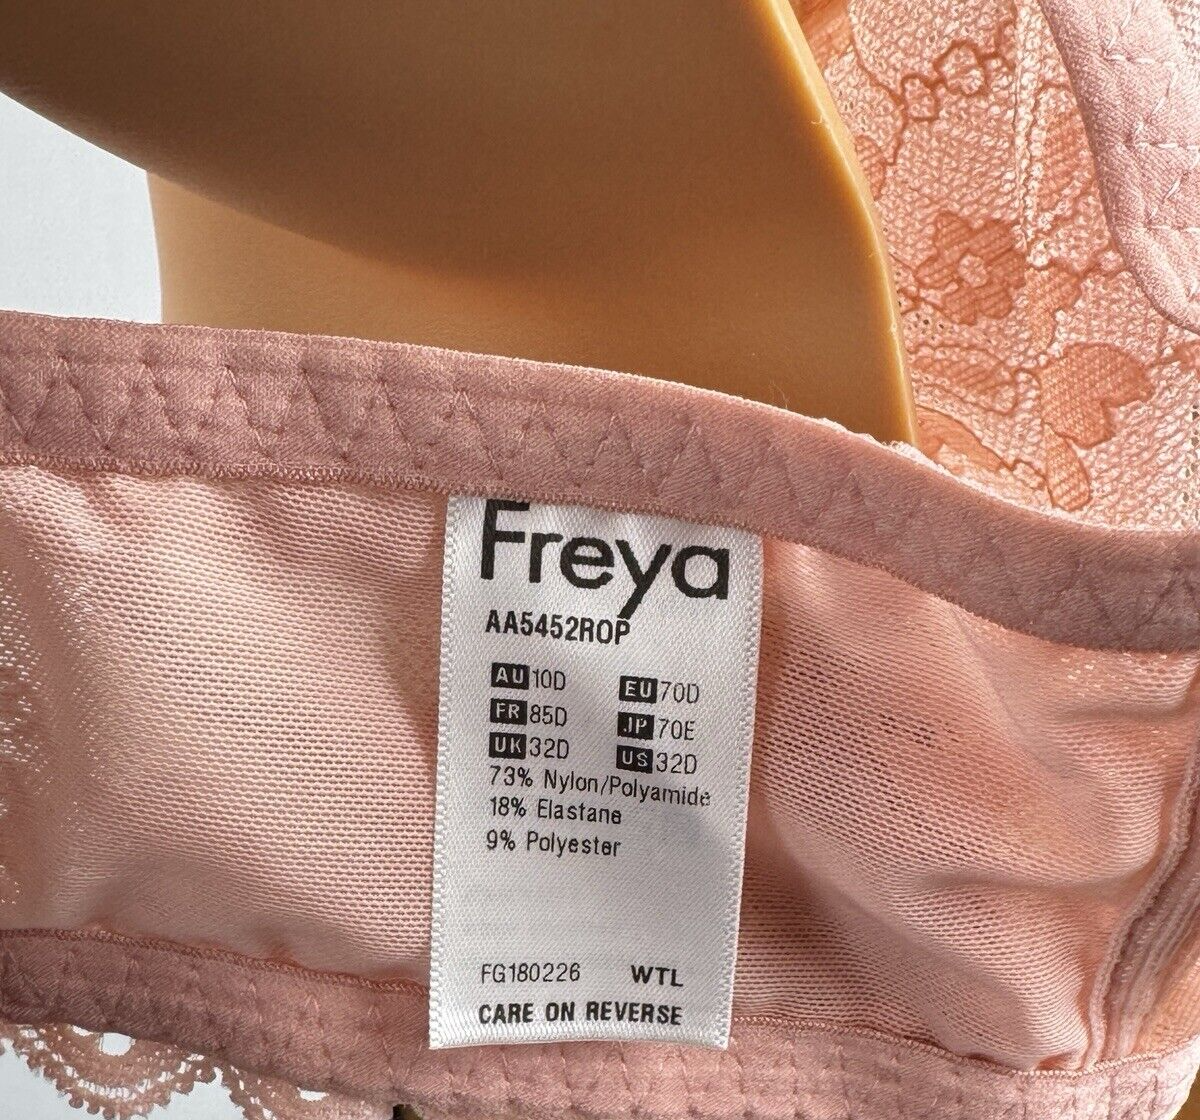 Freya
AA5452ROP
AU 10D EU 70D
FR 85D JP 70E
UK 32D US 32D
73% Nylon/Polyamide
18% Elastane
9% Polyester
FG180226 WTL
CARE ON REVERSE